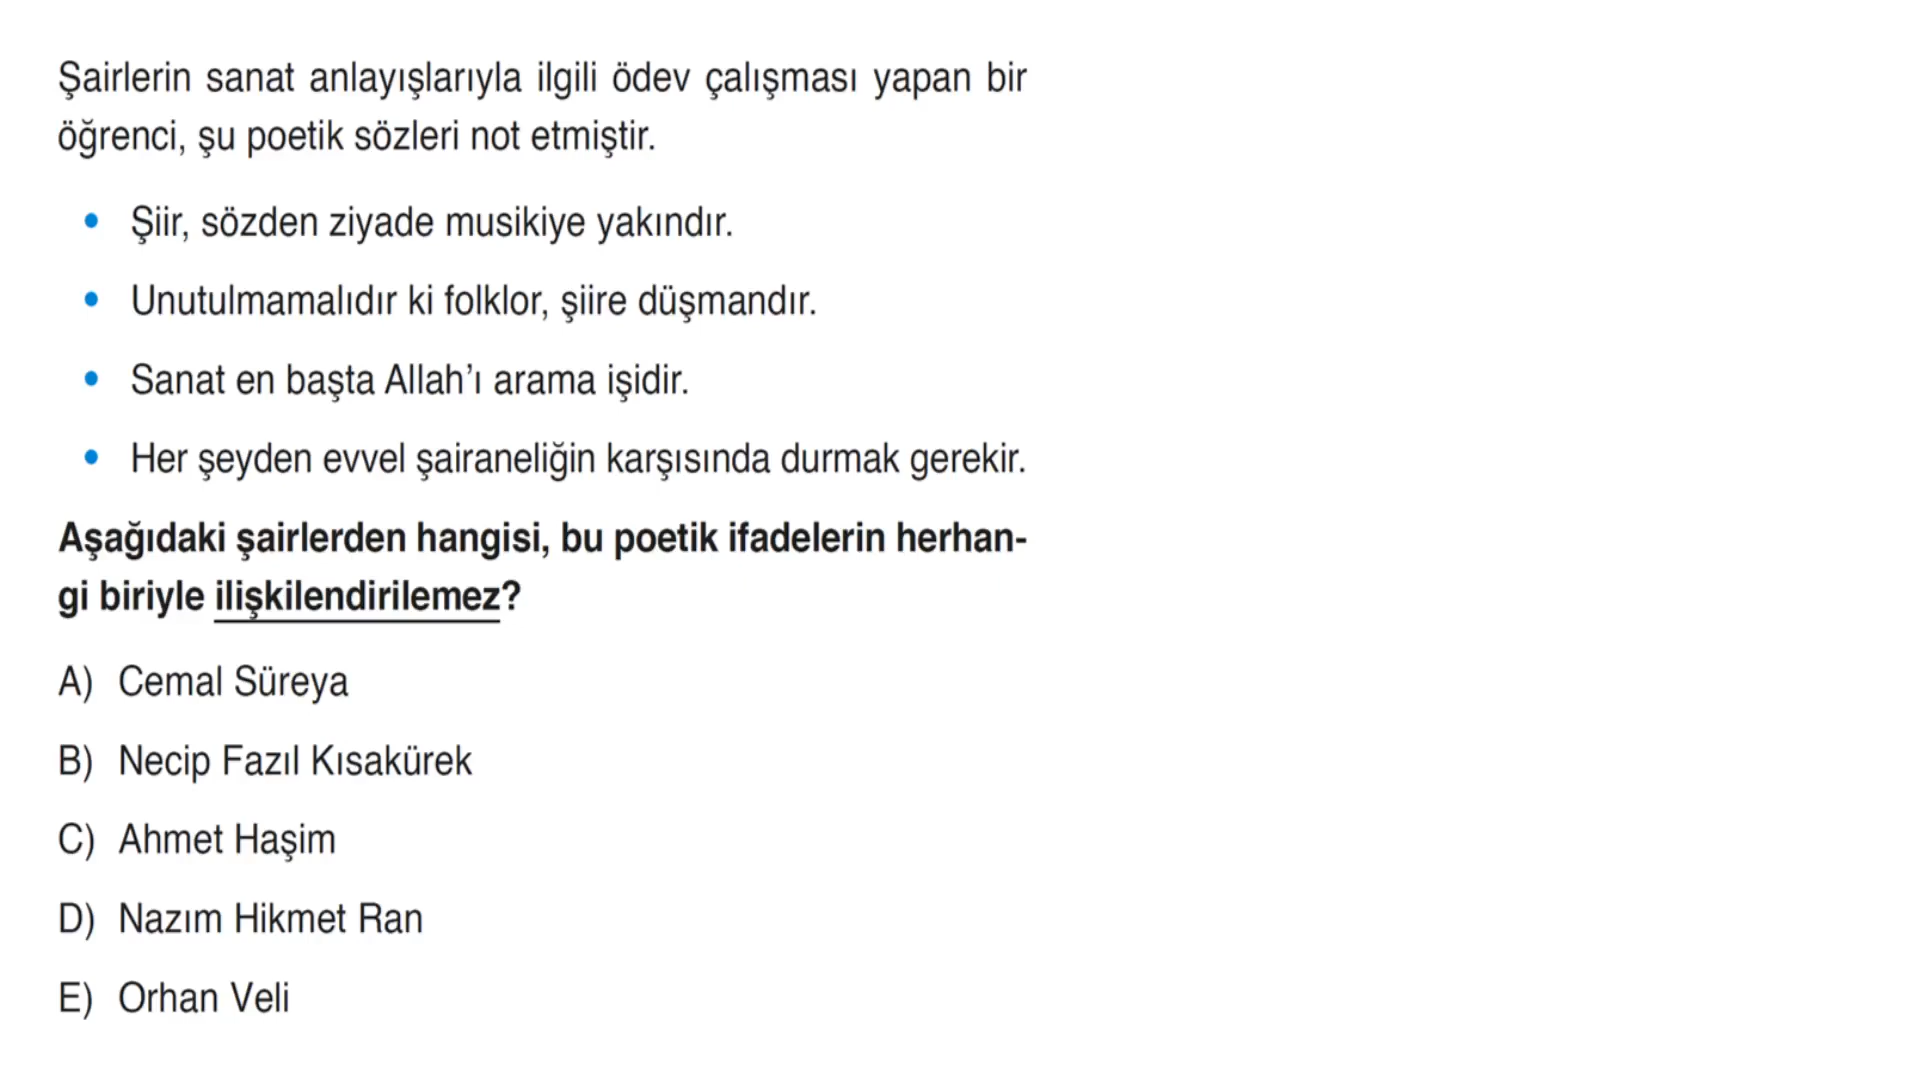 Şairlerin sanat anlayışlarıyla ilgili ödev çalışması yapan bir
öğrenci, şu poetik sözleri not etmiştir.
• Şiir, sözden ziyade musikiye yakındır.
• Unutulmamalıdır ki folklor, şiire düşmandır.
• Sanat en başta Allah’ı arama işidir.
• Her şeyden evvel şairaneliğin karşısında durmak gerekir.
Aşağıdaki şairlerden hangisi, bu poetik ifadelerin herhan-
gi biriyle ilişkilendirilemez?
A) Cemal Süreya
B) Necip Fazıl Kısakürek
C) Ahmet Haşim
D) Nazım Hikmet Ran
E) Orhan Veli